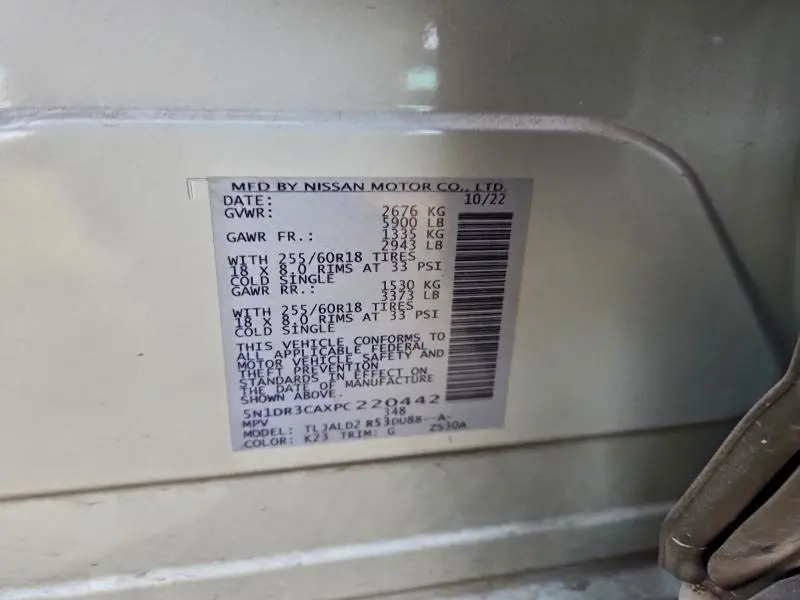 MFD BY NISSAN MOTOR CO., LTD.
DATE: 10/22
GVWR: 2676 KG
5900 LB
GAWR FR.: 1335 KG
2943 LB
WITH 255/60R18 TIRES
18 X 8.0 RIMS AT 33 PSI
COLD SINGLE
GAWR RR.: 1530 KG
3373 LB
WITH 255/60R18 TIRES
18 X 8.0 RIMS AT 33 PSI
COLD SINGLE
THIS VEHICLE CONFORMS TO
ALL APPLICABLE FEDERAL
MOTOR VEHICLE SAFETY AND
THEFT PREVENTION
STANDARDS IN EFFECT ON
THE DATE OF MANUFACTURE
SHOWN ABOVE.
5N1DR3CAXPC220442
MPV 348
MODEL: TLJALD2 R53DU8B--A-
COLOR: K23 TRIM: G ZS30A